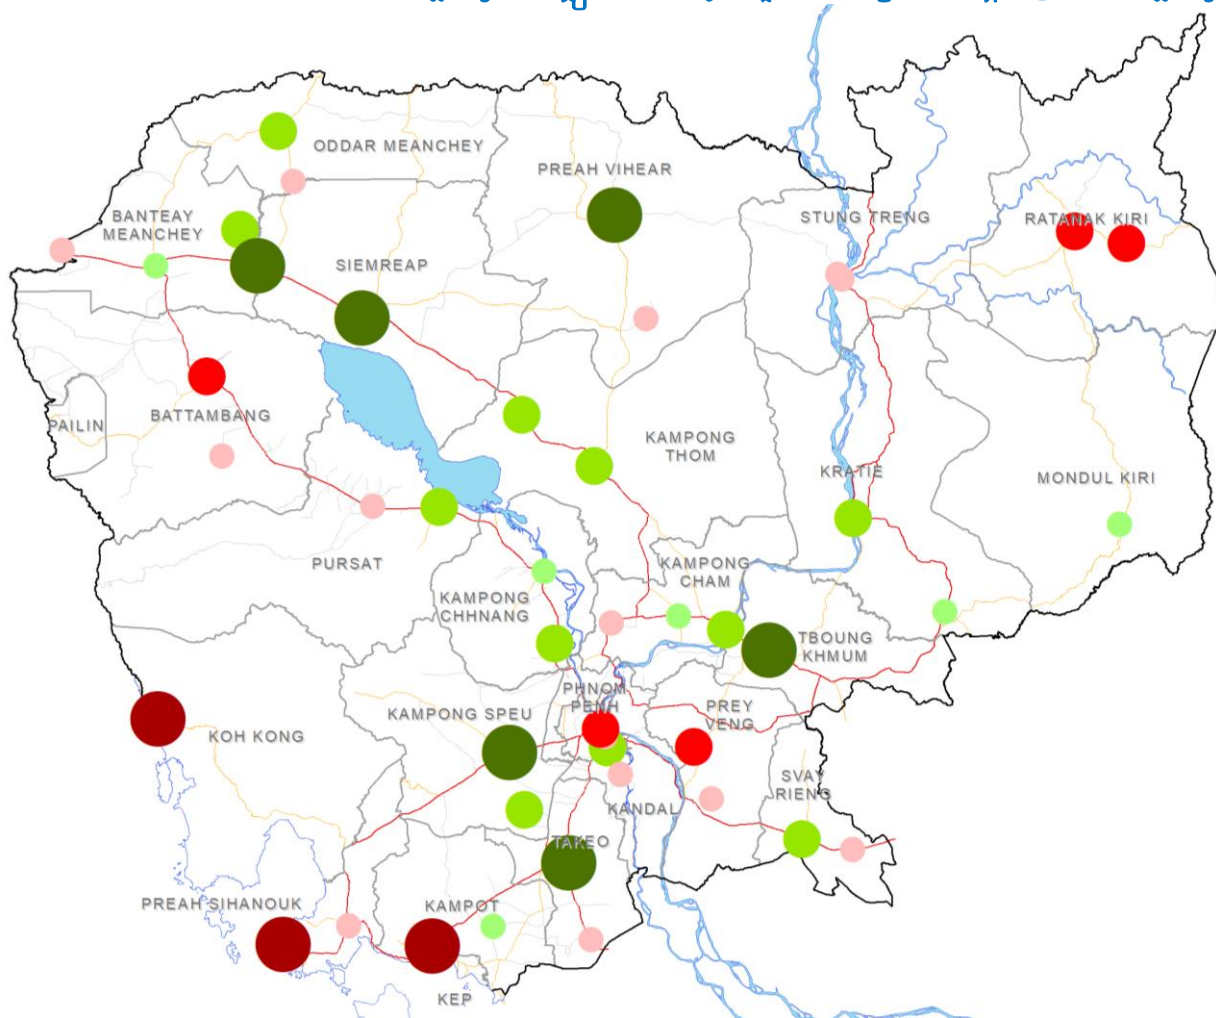 ODDAR MEANCHEY
PREAH VIHEAR
BANTEAY
MEANCHEY
STUNG TRENG
RATANAK KIRI
SIEMREAP
BATTAMBANG
PAILIN
KAMPONG
THOM
KRATIE
MONDUL KIRI
PURSAT
KAMPONG
CHAM
KAMPONG
CHHNANG
TBOUNG
KHMUM
PHNOM
PENH
KAMPONG SPEU
PREY
VENG
KOH KONG
SVAY
RIENG
KANDAL
TAKEO
PREAH SIHANOUK
KAMPOT
KEP